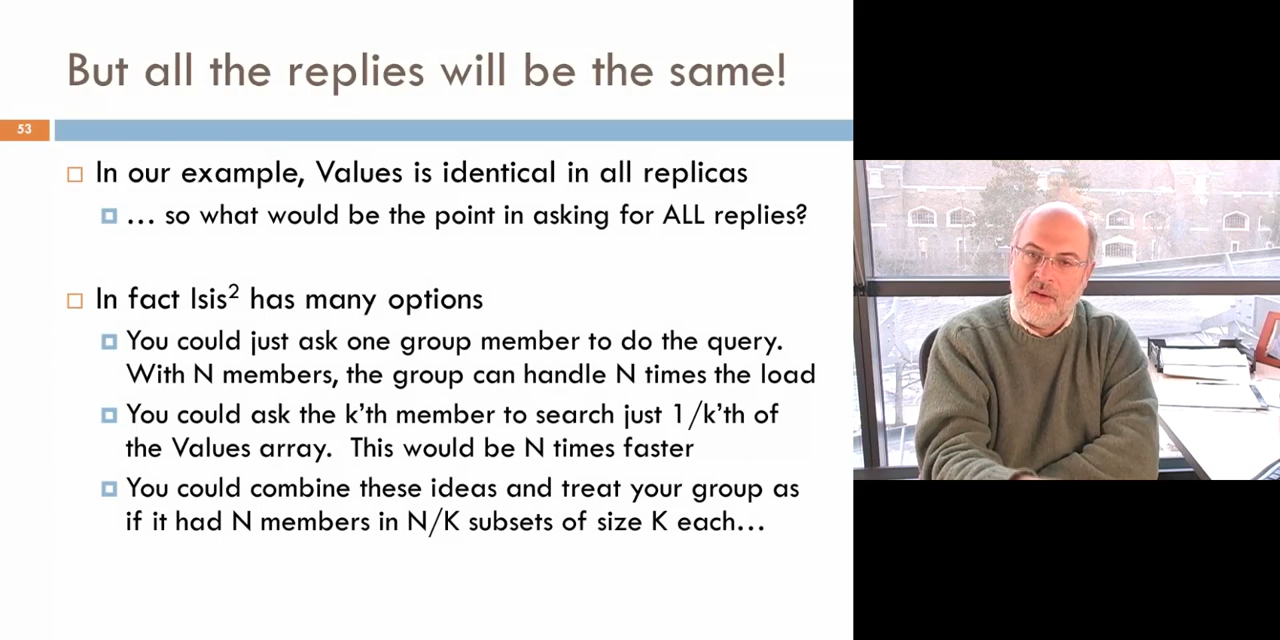 But all the replies will be the same!
53
In our example, Values is identical in all replicas
… so what would be the point in asking for ALL replies?
In fact Isis² has many options
You could just ask one group member to do the query.
With N members, the group can handle N times the load
You could ask the k’th member to search just 1/k’th of
the Values array. This would be N times faster
You could combine these ideas and treat your group as
if it had N members in N/K subsets of size K each…